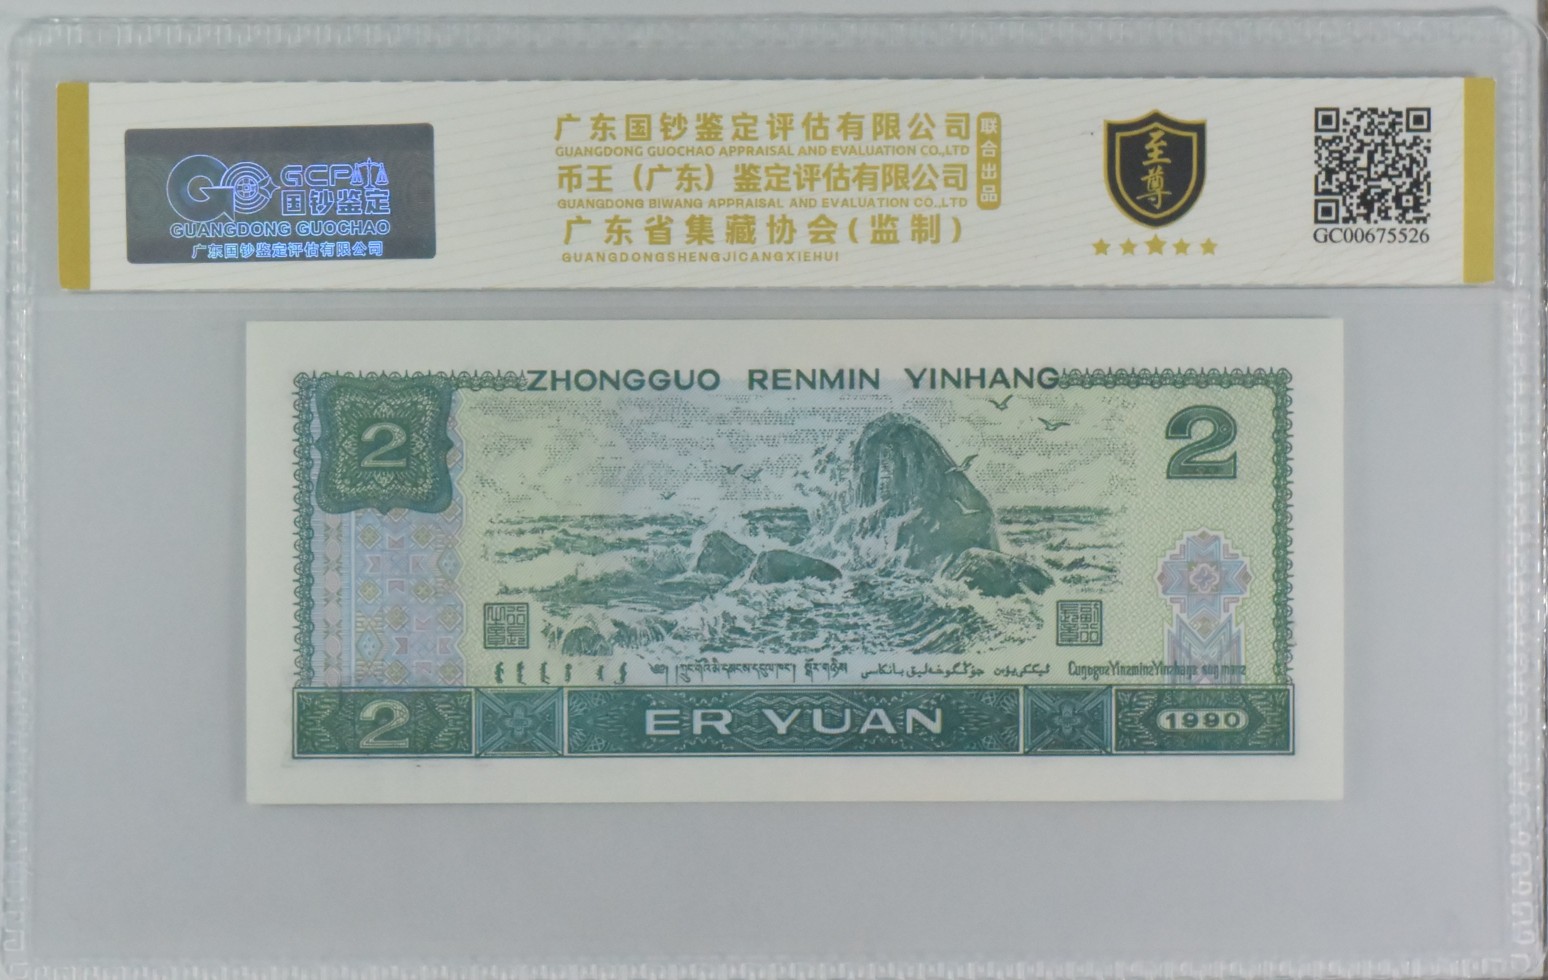 GCP
国钞鉴定
GUANGDONG GUOCHAO
广东国钞鉴定评估有限公司
广东国钞鉴定评估有限公司
GUANGDONG GUOCHAO APPRAISAL AND EVALUATION CO.,LTD
币王（广东）鉴定评估有限公司
GUANGDONG BIWANG APPRAISAL AND EVALUATION CO.,LTD
联合出品
广东省集藏协会(监制)
GUANGDONGSHENGJICANGXIEHUI
至尊
GC00675526
ZHONGGUO RENMIN YINHANG
2
2
2
ER YUAN
1990